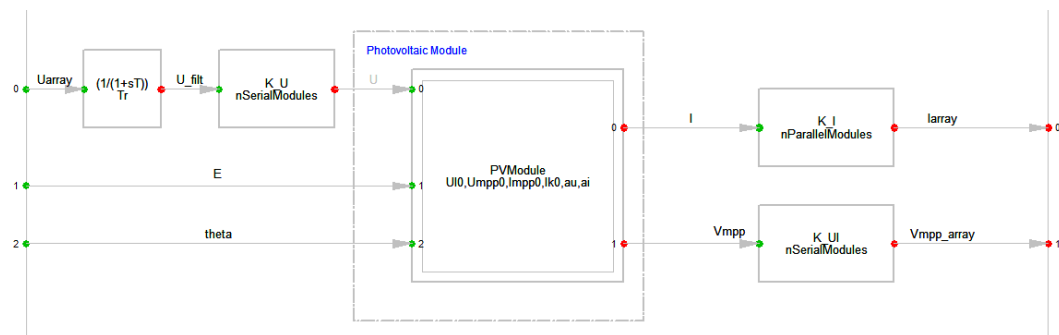 Photovoltaic Module
0
Uarray
(1/(1+sT))
Tr
U_filt
K_U
nSerialModules
U
0
0
I
K_I
nParallelModules
Iarray
0
1
E
1
PVModule
Ul0,Umpp0,Impp0,Ik0,au,ai
2
theta
2
1
Vmpp
K_UI
nSerialModules
Vmpp_array
1